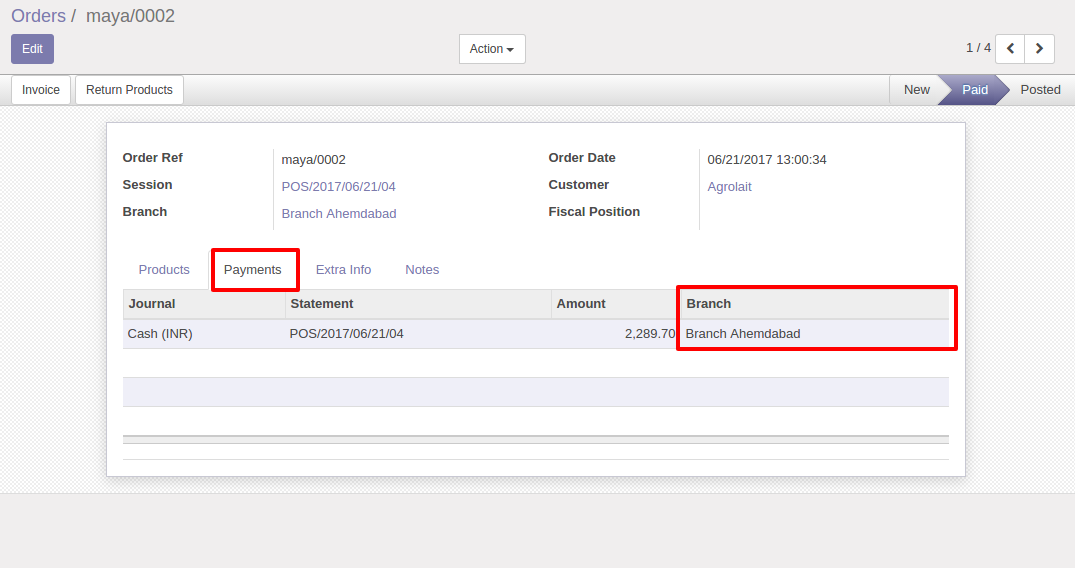 Orders / maya/0002
Edit Action 1 / 4
Invoice Return Products New Paid Posted
Order Ref maya/0002 Order Date 06/21/2017 13:00:34
Session POS/2017/06/21/04 Customer Agrolait
Branch Branch Ahemdabad Fiscal Position
Products Payments Extra Info Notes
Journal Statement Amount Branch
Cash (INR) POS/2017/06/21/04 2,289.70 Branch Ahemdabad